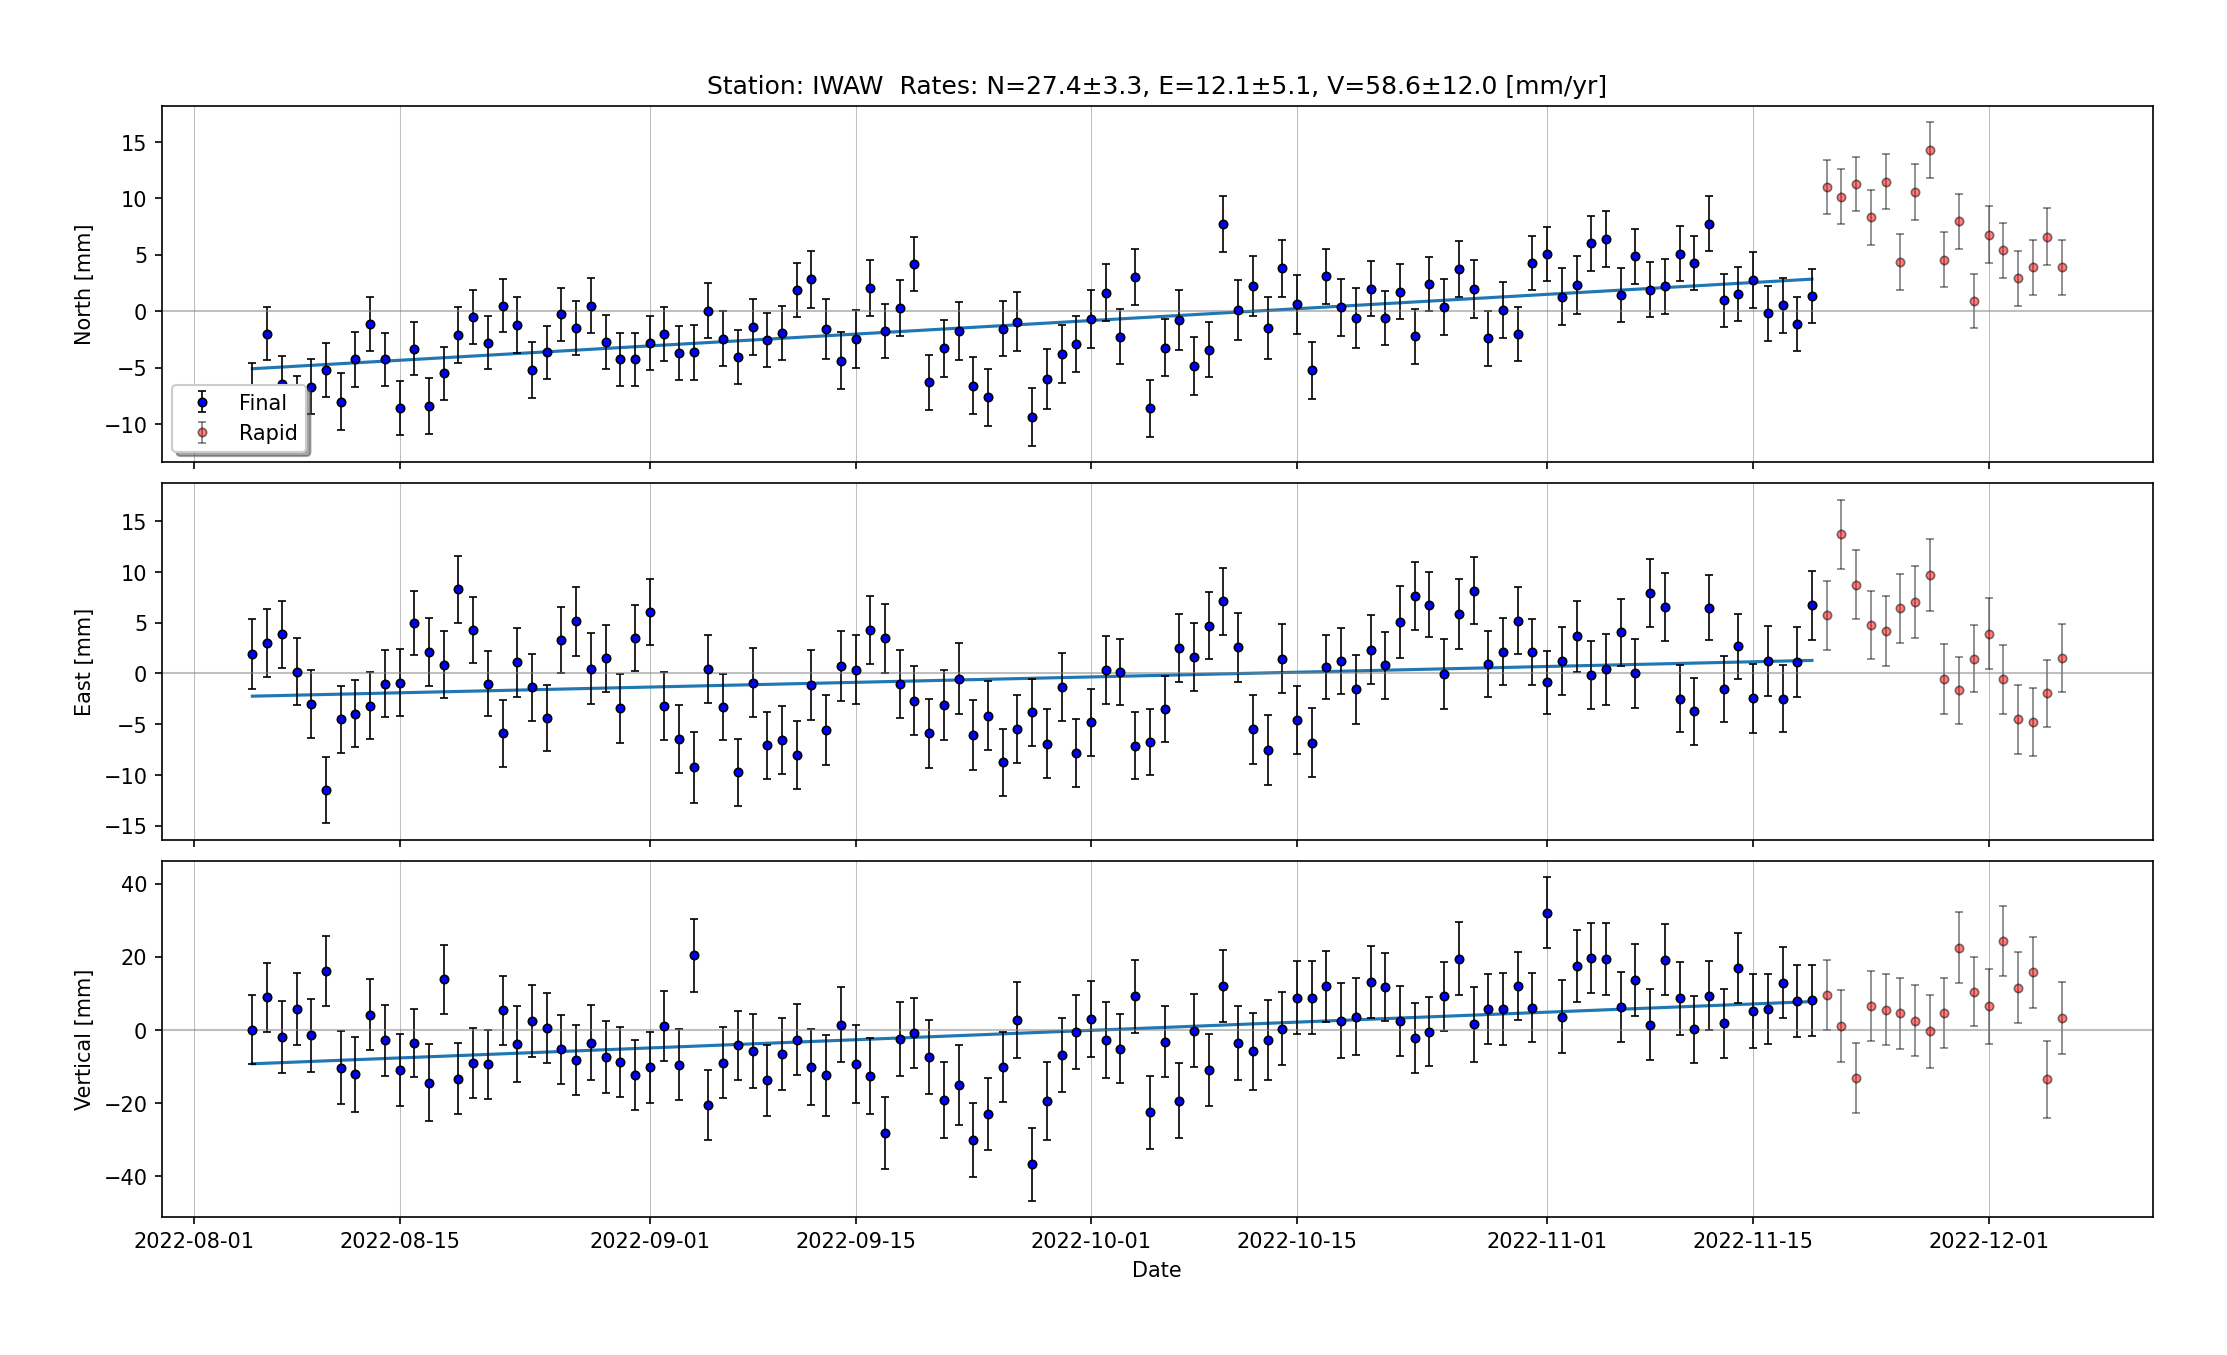 Station: IWAW  Rates: N=27.4±3.3, E=12.1±5.1, V=58.6±12.0 [mm/yr]
15
10
5
0
−5
−10
North [mm]
Final
Rapid
15
10
5
0
−5
−10
−15
East [mm]
40
20
0
−20
−40
Vertical [mm]
2022-08-01 2022-08-15 2022-09-01 2022-09-15 2022-10-01 2022-10-15 2022-11-01 2022-11-15 2022-12-01
Date